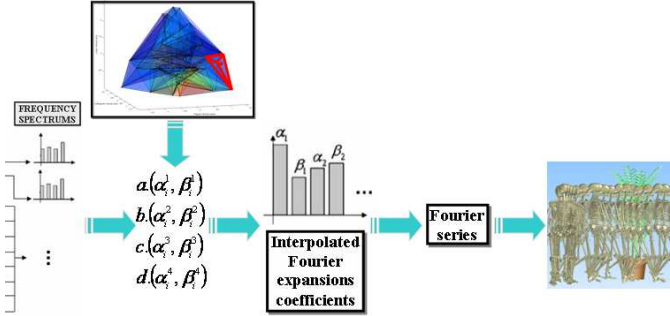 FREQUENCY
SPECTRUMS
a.(α¹ᵢ, β¹ᵢ)
b.(α²ᵢ, β²ᵢ)
c.(α³ᵢ, β³ᵢ)
d.(α⁴ᵢ, β⁴ᵢ)
α₁
β₁
α₂
β₂
...
Interpolated
Fourier
expansions
coefficients
Fourier
series